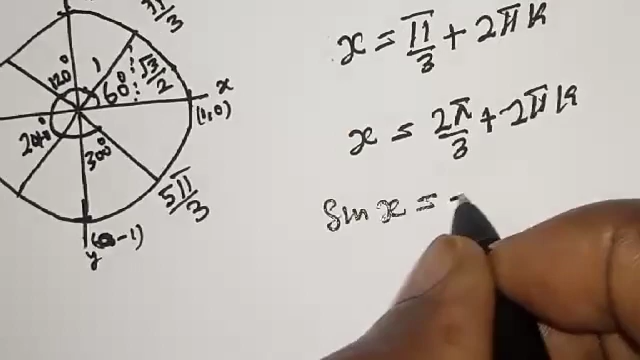 π/3
120°
1
60°
√3/2
x
(1,0)
240°
300°
5π/3
(0,-1)
y
x = π/3 + 2πk
x = 2π/3 + 2πk
Sin x = -